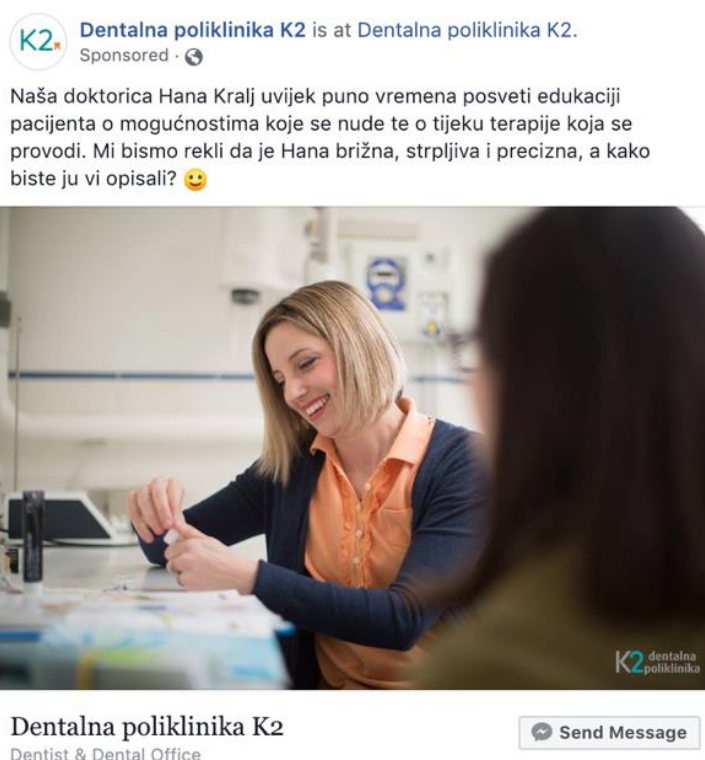 K2
Dentalna poliklinika K2 is at Dentalna poliklinika K2.
Sponsored ·
Naša doktorica Hana Kralj uvijek puno vremena posveti edukaciji
pacijenta o mogućnostima koje se nude te o tijeku terapije koja se
provodi. Mi bismo rekli da je Hana brižna, strpljiva i precizna, a kako
biste ju vi opisali? 🙂
K2 dentalna
poliklinika
Dentalna poliklinika K2
Send Message
Dentist & Dental Office